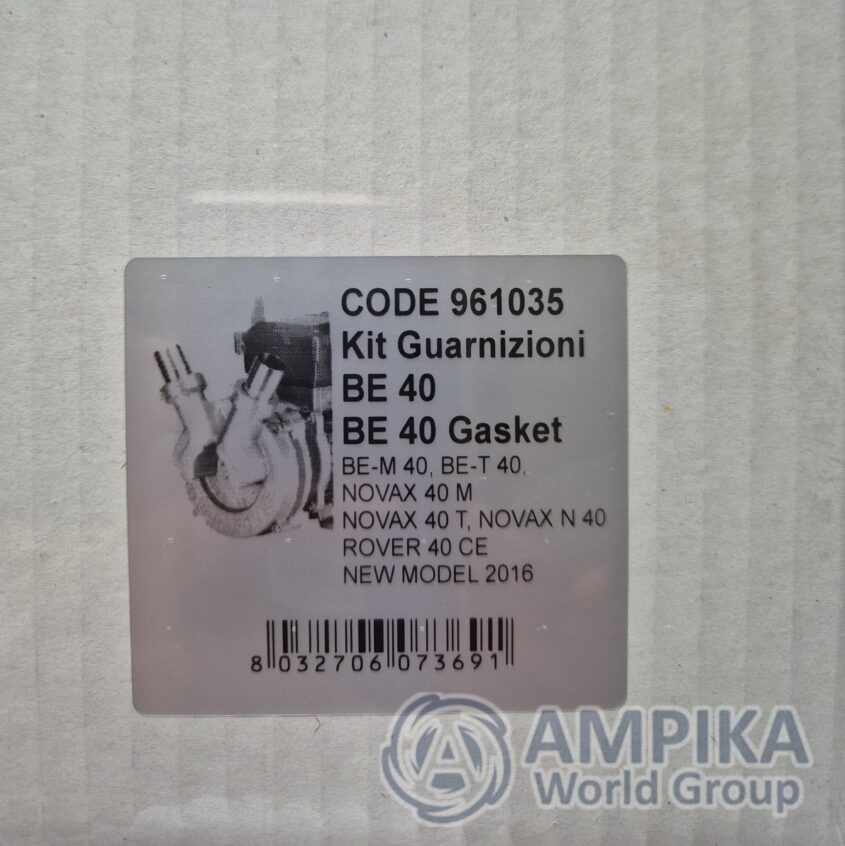 CODE 961035
Kit Guarnizioni
BE 40
BE 40 Gasket
BE-M 40, BE-T 40,
NOVAX 40 M
NOVAX 40 T, NOVAX N 40
ROVER 40 CE
NEW MODEL 2016
8 032706 073691
AMPIKA
World Group